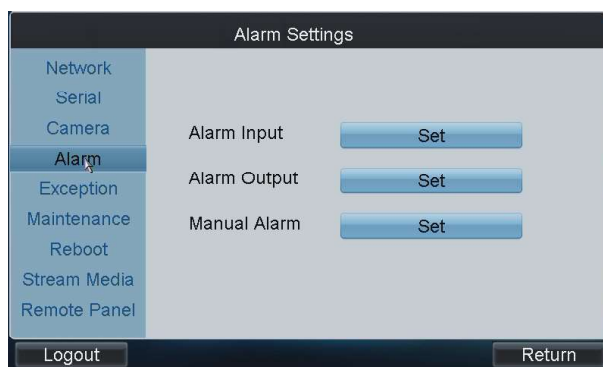 Alarm Settings
Network
Serial
Camera
Alarm
Exception
Maintenance
Reboot
Stream Media
Remote Panel
Alarm Input Set
Alarm Output Set
Manual Alarm Set
Logout Return